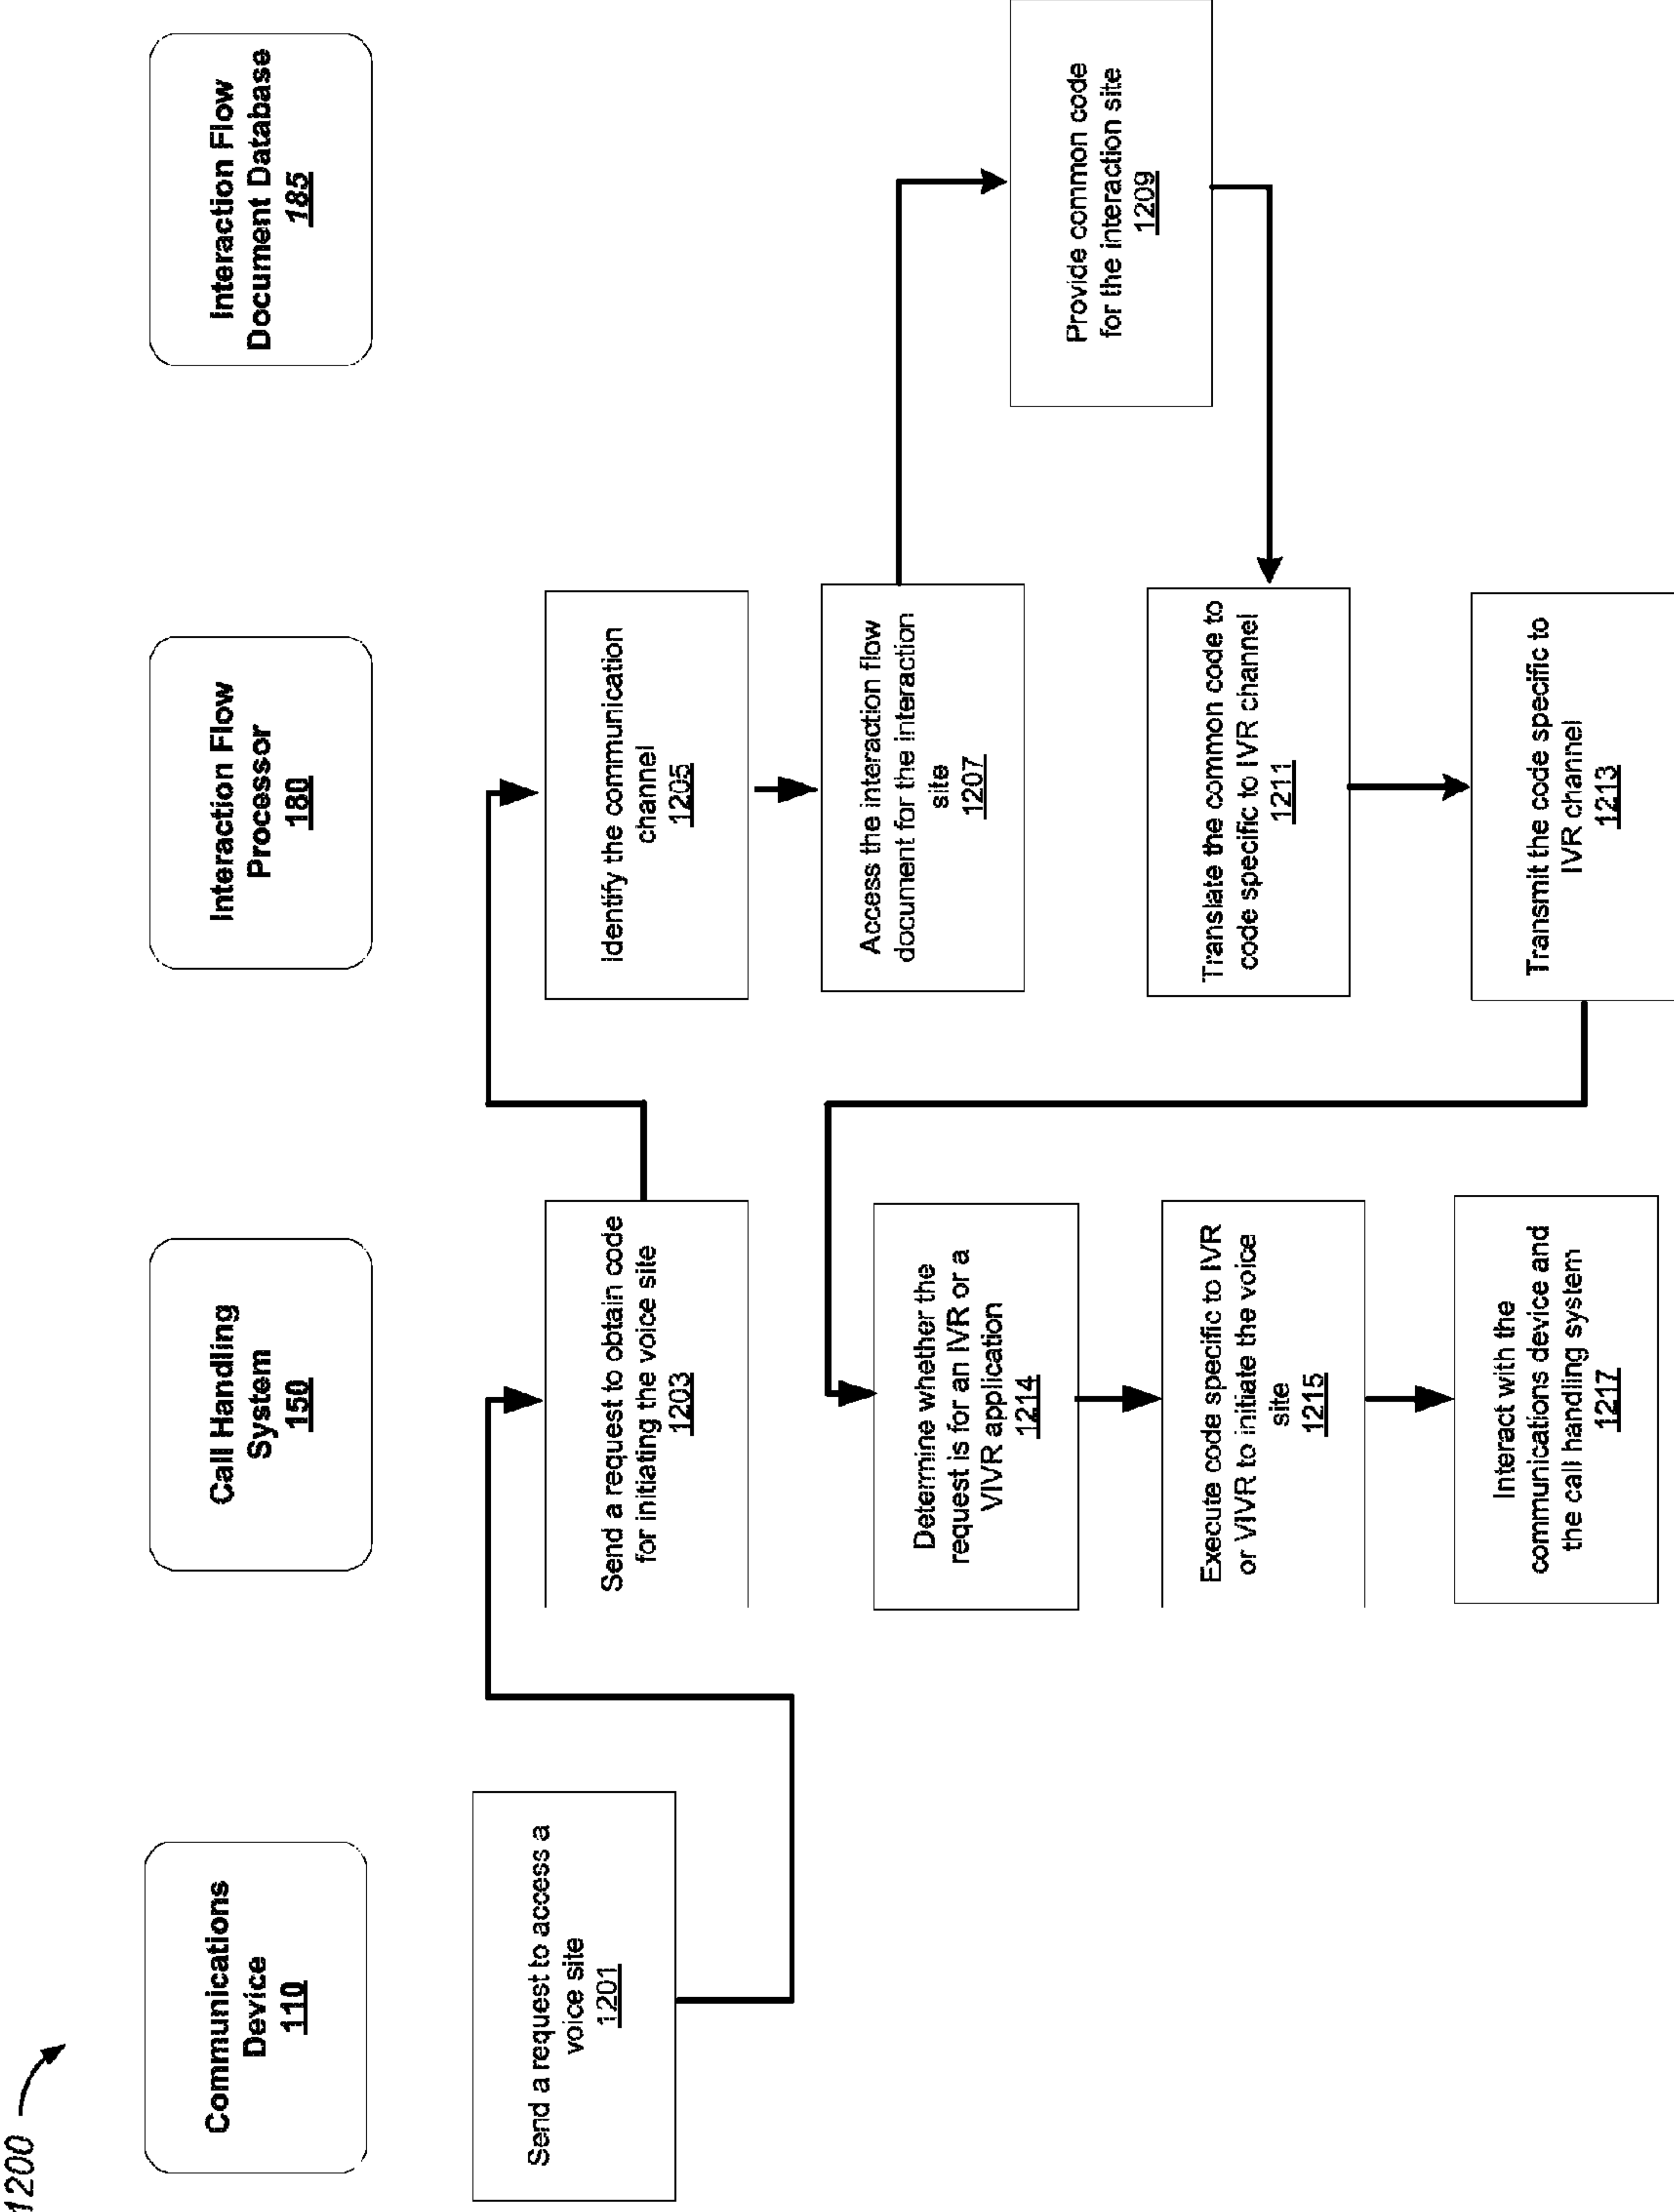 1200
Communications
Device
110
Call Handling
System
150
Interaction Flow
Processor
180
Interaction Flow
Document Database
185
Send a request to access a
voice site
1201
Send a request to obtain code
for initiating the voice site
1203
Identify the communication
channel
1205
Access the interaction flow
document for the interaction
site
1207
Provide common code
for the interaction site
1209
Translate the common code to
code specific to IVR channel
1211
Transmit the code specific to
IVR channel
1213
Determine whether the
request is for an IVR or a
VIVR application
1214
Execute code specific to IVR
or VIVR to initiate the voice
site
1215
Interact with the
communications device and
the call handling system
1217